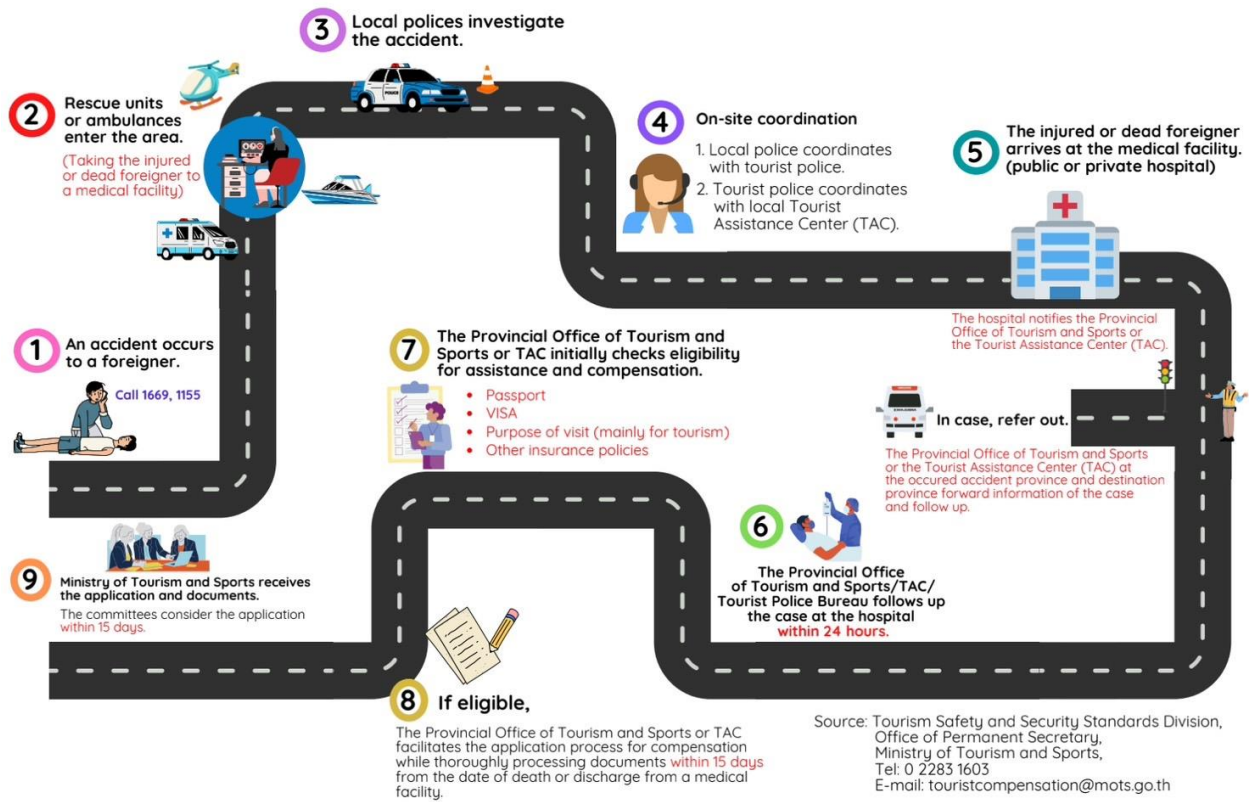 1
An accident occurs
to a foreigner.
Call 1669, 1155
2
Rescue units
or ambulances
enter the area.
(Taking the injured
or dead foreigner to
a medical facility)
3
Local polices investigate
the accident.
POLICE
4
On-site coordination
1. Local police coordinates
with tourist police.
2. Tourist police coordinates
with local Tourist
Assistance Center (TAC).
5
The injured or dead foreigner
arrives at the medical facility.
(public or private hospital)
The hospital notifies the Provincial
Office of Tourism and Sports or
the Tourist Assistance Center (TAC).
In case, refer out.
The Provincial Office of Tourism and Sports
or the Tourist Assistance Center (TAC) at
the occured accident province and destination
province forward information of the case
and follow up.
6
The Provincial Office
of Tourism and Sports/TAC/
Tourist Police Bureau follows up
the case at the hospital
within 24 hours.
7
The Provincial Office of Tourism and
Sports or TAC initially checks eligibility
for assistance and compensation.
• Passport
• VISA
• Purpose of visit (mainly for tourism)
• Other insurance policies
8
If eligible,
The Provincial Office of Tourism and Sports or TAC
facilitates the application process for compensation
while thoroughly processing documents within 15 days
from the date of death or discharge from a medical
facility.
9
Ministry of Tourism and Sports receives
the application and documents.
The committees consider the application
within 15 days.
Source: Tourism Safety and Security Standards Division,
Office of Permanent Secretary,
Ministry of Tourism and Sports,
Tel: 0 2283 1603
E-mail: touristcompensation@mots.go.th